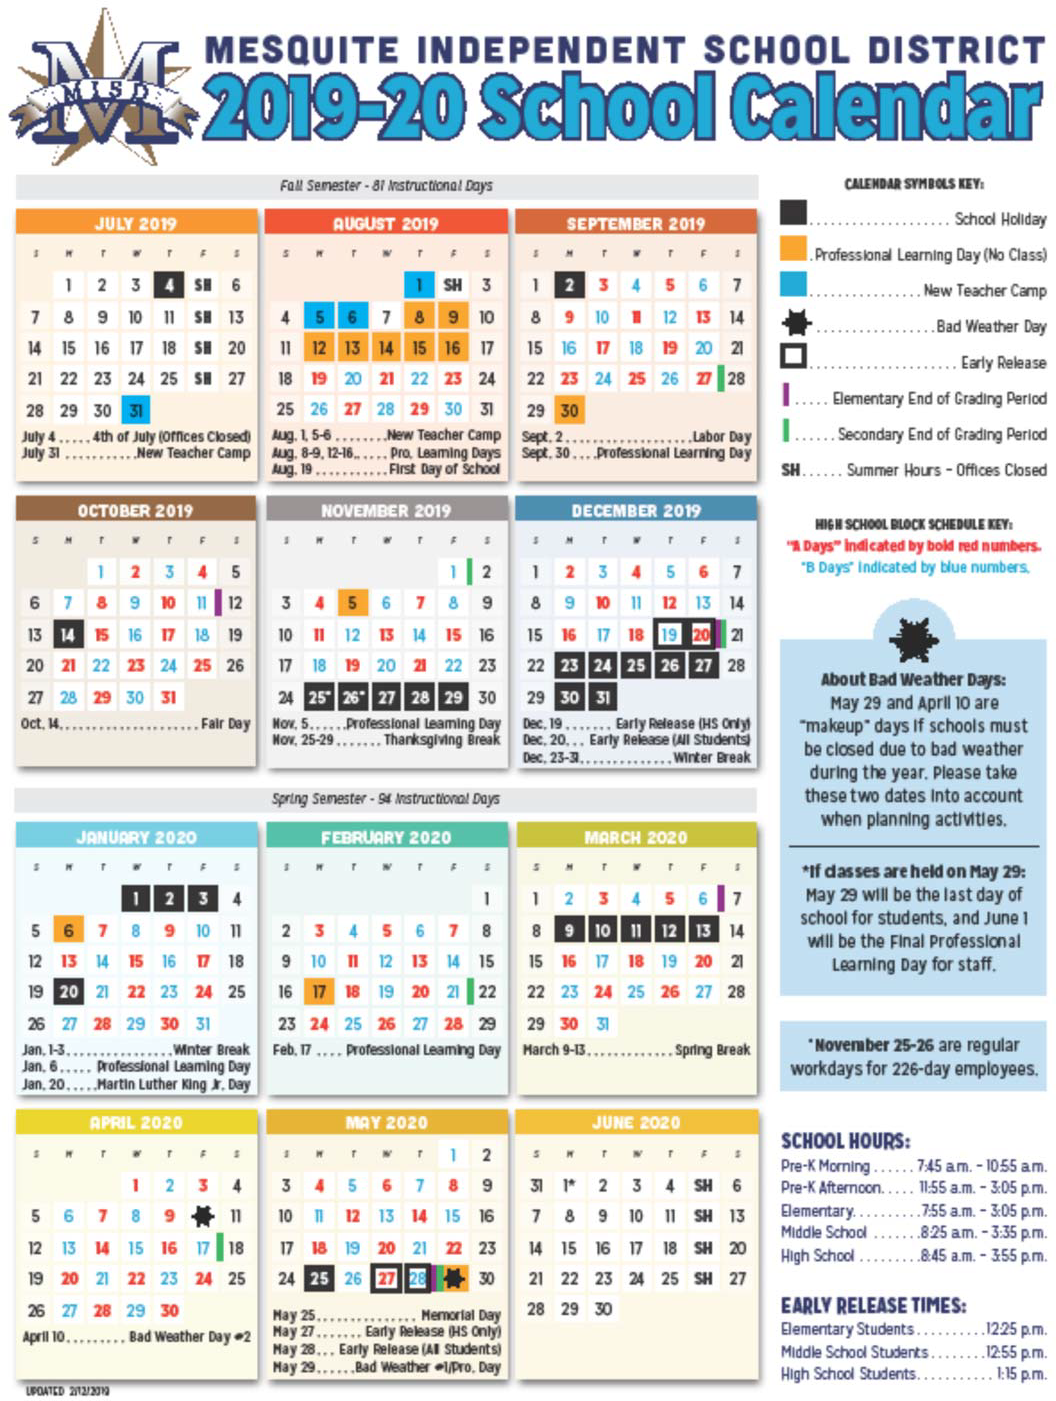 MISD
MESQUITE INDEPENDENT SCHOOL DISTRICT
2019-20 School Calendar
Fall Semester - 81 Instructional Days
JULY 2019
S M T W T F S
1 2 3 4 SH 6
7 8 9 10 11 SH 13
14 15 16 17 18 SH 20
21 22 23 24 25 SH 27
28 29 30 31
July 4 ..... 4th of July (Offices Closed)
July 31 ...........New Teacher Camp
AUGUST 2019
S M T W T F S
1 SH 3
4 5 6 7 8 9 10
11 12 13 14 15 16 17
18 19 20 21 22 23 24
25 26 27 28 29 30 31
Aug. 1, 5-6 ........New Teacher Camp
Aug. 8-9, 12-16..... Pro. Learning Days
Aug. 19 ...........First Day of School
SEPTEMBER 2019
S M T W T F S
1 2 3 4 5 6 7
8 9 10 11 12 13 14
15 16 17 18 19 20 21
22 23 24 25 26 27 28
29 30
Sept. 2...................Labor Day
Sept. 30 ....Professional Learning Day
OCTOBER 2019
S M T W T F S
1 2 3 4 5
6 7 8 9 10 11 12
13 14 15 16 17 18 19
20 21 22 23 24 25 26
27 28 29 30 31
Oct. 14.....................Fair Day
NOVEMBER 2019
S M T W T F S
1 2
3 4 5 6 7 8 9
10 11 12 13 14 15 16
17 18 19 20 21 22 23
24 25* 26* 27 28 29 30
Nov. 5.....Professional Learning Day
Nov. 25-29 ....... Thanksgiving Break
DECEMBER 2019
S M T W T F S
1 2 3 4 5 6 7
8 9 10 11 12 13 14
15 16 17 18 19 20 21
22 23 24 25 26 27 28
29 30 31
Dec. 19 ....... Early Release (HS Only)
Dec. 20... Early Release (All Students)
Dec. 23-31..............Winter Break
Spring Semester - 94 Instructional Days
JANUARY 2020
S M T W T F S
1 2 3 4
5 6 7 8 9 10 11
12 13 14 15 16 17 18
19 20 21 22 23 24 25
26 27 28 29 30 31
Jan. 1-3................Winter Break
Jan. 6..... Professional Learning Day
Jan. 20 .....Martin Luther King Jr. Day
FEBRUARY 2020
S M T W T F S
1
2 3 4 5 6 7 8
9 10 11 12 13 14 15
16 17 18 19 20 21 22
23 24 25 26 27 28 29
Feb. 17 .... Professional Learning Day
MARCH 2020
S M T W T F S
1 2 3 4 5 6 7
8 9 10 11 12 13 14
15 16 17 18 19 20 21
22 23 24 25 26 27 28
29 30 31
March 9-13............. Spring Break
APRIL 2020
S M T W T F S
1 2 3 4
5 6 7 8 9 11
12 13 14 15 16 17 18
19 20 21 22 23 24 25
26 27 28 29 30
April 10 ......... Bad Weather Day #2
MAY 2020
S M T W T F S
1 2
3 4 5 6 7 8 9
10 11 12 13 14 15 16
17 18 19 20 21 22 23
24 25 26 27 28 30
May 25............... Memorial Day
May 27 ....... Early Release (HS Only)
May 28... Early Release (All Students)
May 29......Bad Weather #1/Pro. Day
JUNE 2020
S M T W T F S
31 1* 2 3 4 SH 6
7 8 9 10 11 SH 13
14 15 16 17 18 SH 20
21 22 23 24 25 SH 27
28 29 30
UPDATED 2/12/2019
CALENDAR SYMBOLS KEY:
................... School Holiday
.Professional Learning Day (No Class)
................New Teacher Camp
..................Bad Weather Day
..................... Early Release
..... Elementary End of Grading Period
...... Secondary End of Grading Period
SH...... Summer Hours - Offices Closed
HIGH SCHOOL BLOCK SCHEDULE KEY:
"A Days" indicated by bold red numbers.
"B Days" indicated by blue numbers.
About Bad Weather Days:
May 29 and April 10 are
"makeup" days if schools must
be closed due to bad weather
during the year. Please take
these two dates into account
when planning activities.
*If classes are held on May 29:
May 29 will be the last day of
school for students, and June 1
will be the Final Professional
Learning Day for staff.
*November 25-26 are regular
workdays for 226-day employees.
SCHOOL HOURS:
Pre-K Morning ...... 7:45 a.m. - 10:55 a.m.
Pre-K Afternoon..... 11:55 a.m. - 3:05 p.m.
Elementary..........7:55 a.m. - 3:05 p.m.
Middle School .......8:25 a.m. - 3:35 p.m.
High School ........8:45 a.m. - 3:55 p.m.
EARLY RELEASE TIMES:
Elementary Students ..........12:25 p.m.
Middle School Students........12:55 p.m.
High School Students........... 1:15 p.m.